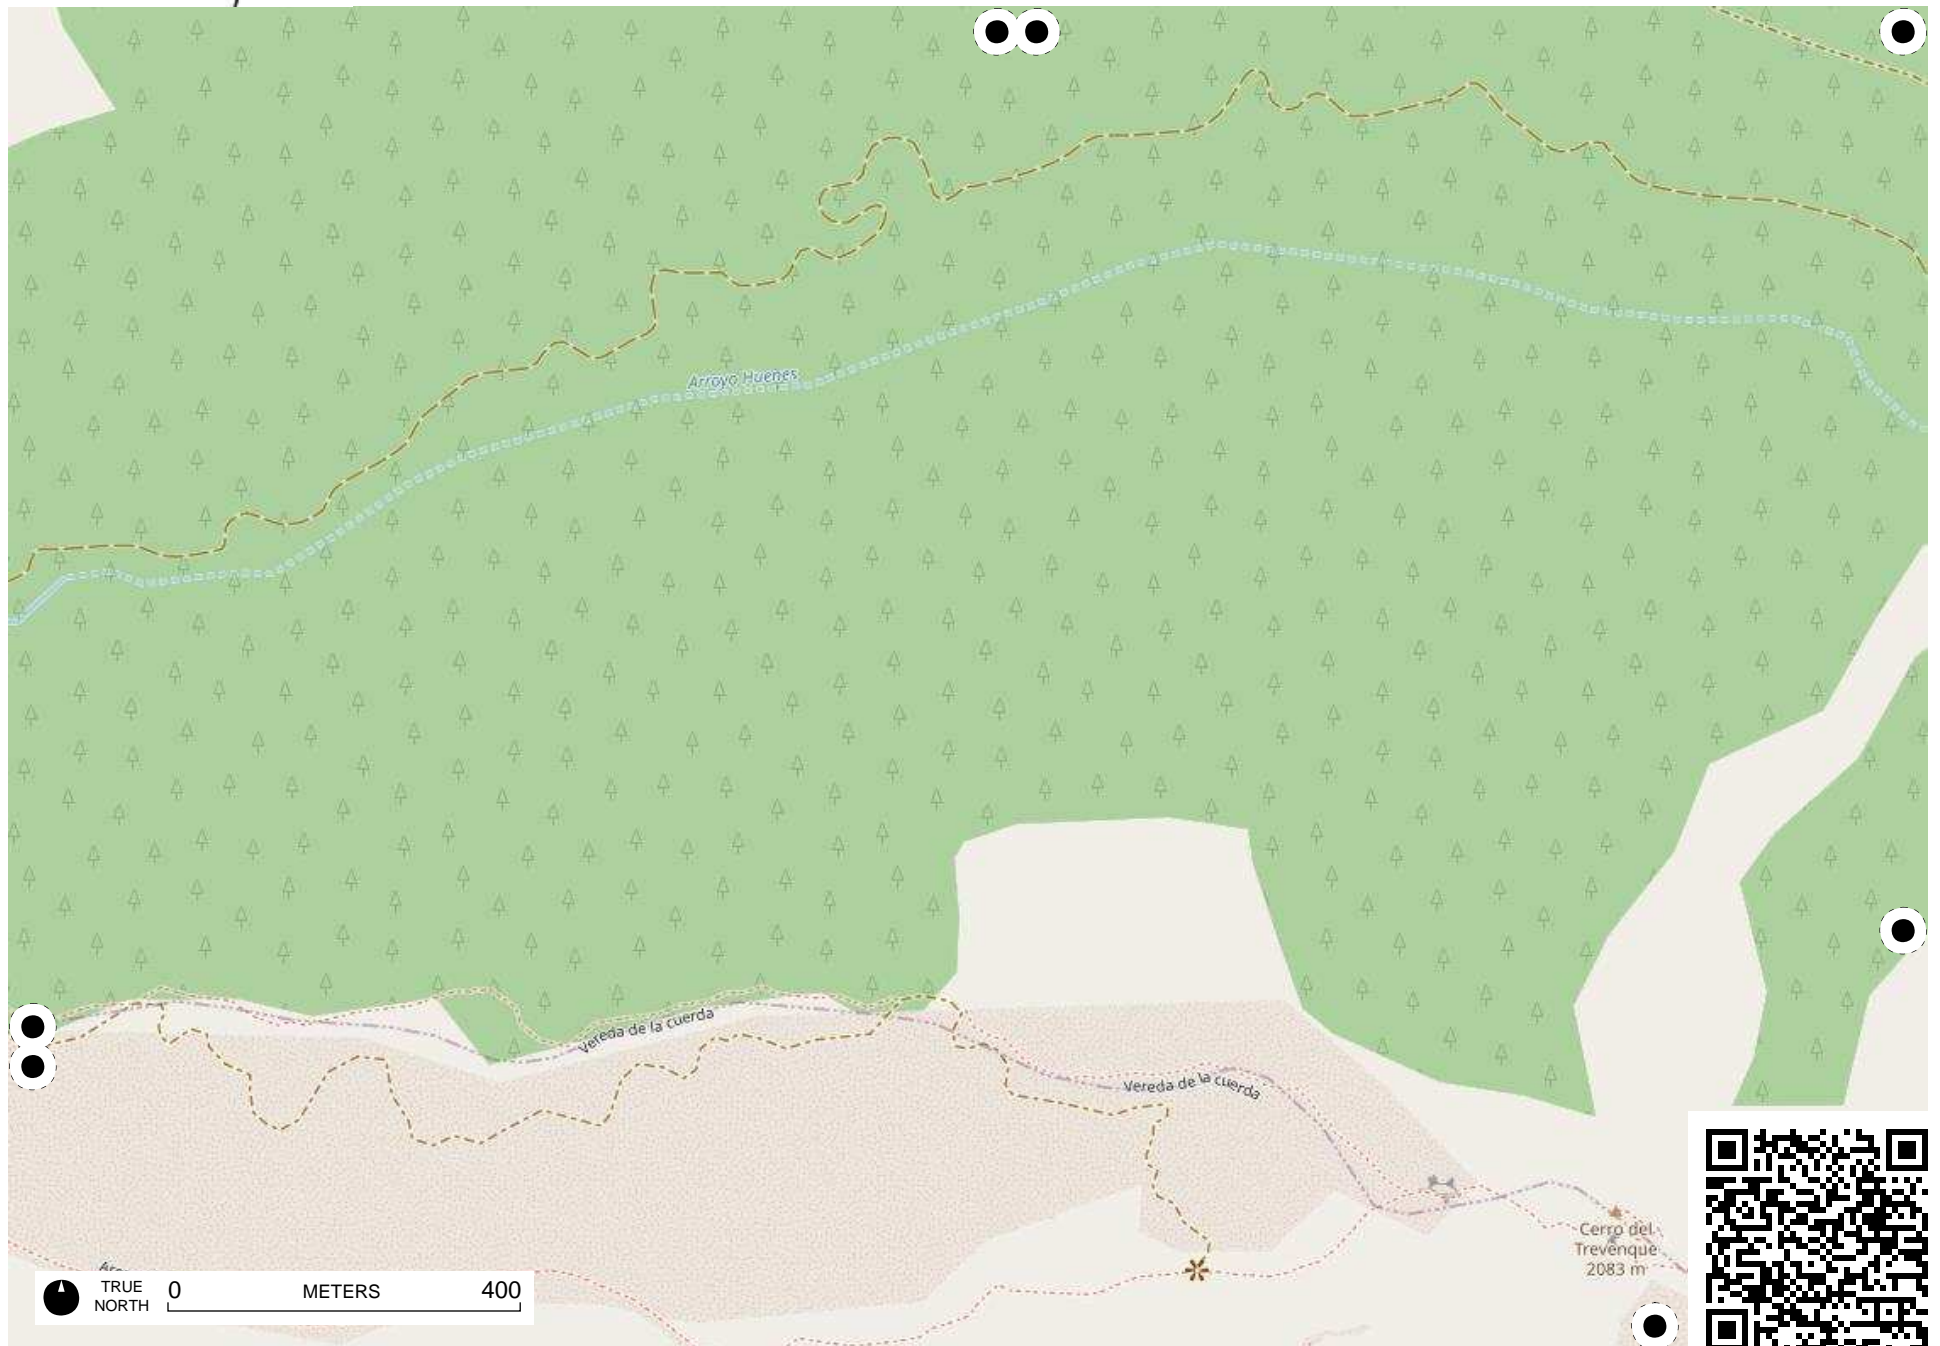 Arroyo Huenes
Vereda de la cuerda
Vereda de la cuerda
Cerro del
Trevenque
2083 m
TRUE
NORTH
0
METERS
400